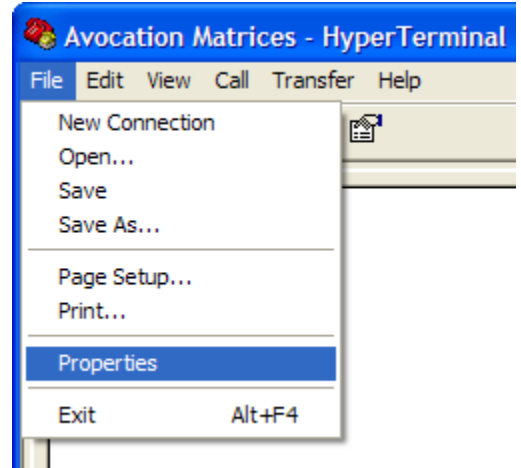 Avocation Matrices - HyperTerminal
File Edit View Call Transfer Help
New Connection
Open...
Save
Save As...
Page Setup...
Print...
Properties
Exit Alt+F4